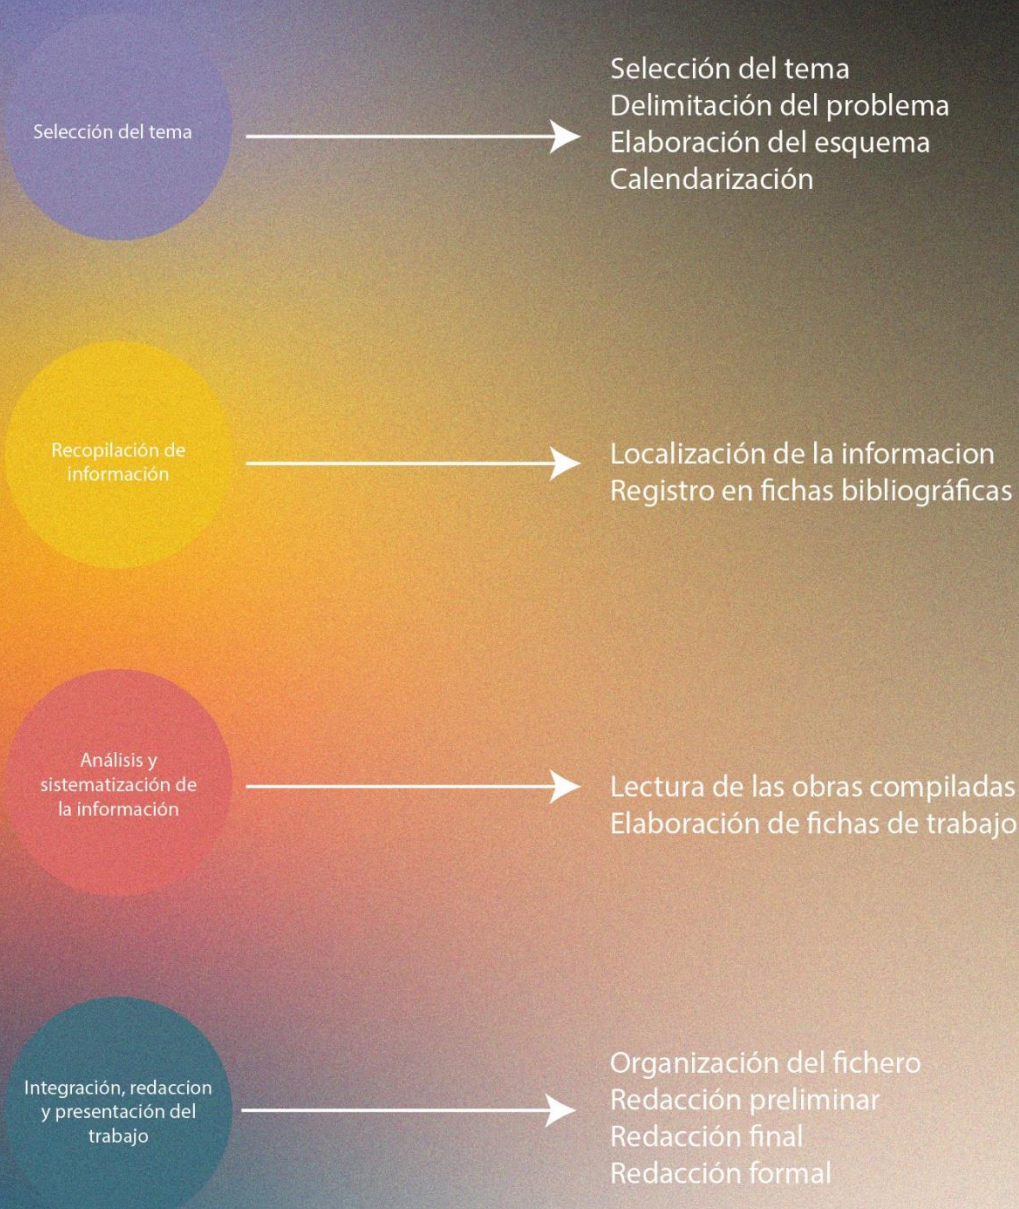 Selección del tema
Selección del tema
Delimitación del problema
Elaboración del esquema
Calendarización
Recopilación de
información
Localización de la informacion
Registro en fichas bibliográficas
Análisis y
sistematización de
la información
Lectura de las obras compiladas
Elaboración de fichas de trabajo
Integración, redaccion
y presentación del
trabajo
Organización del fichero
Redacción preliminar
Redacción final
Redacción formal